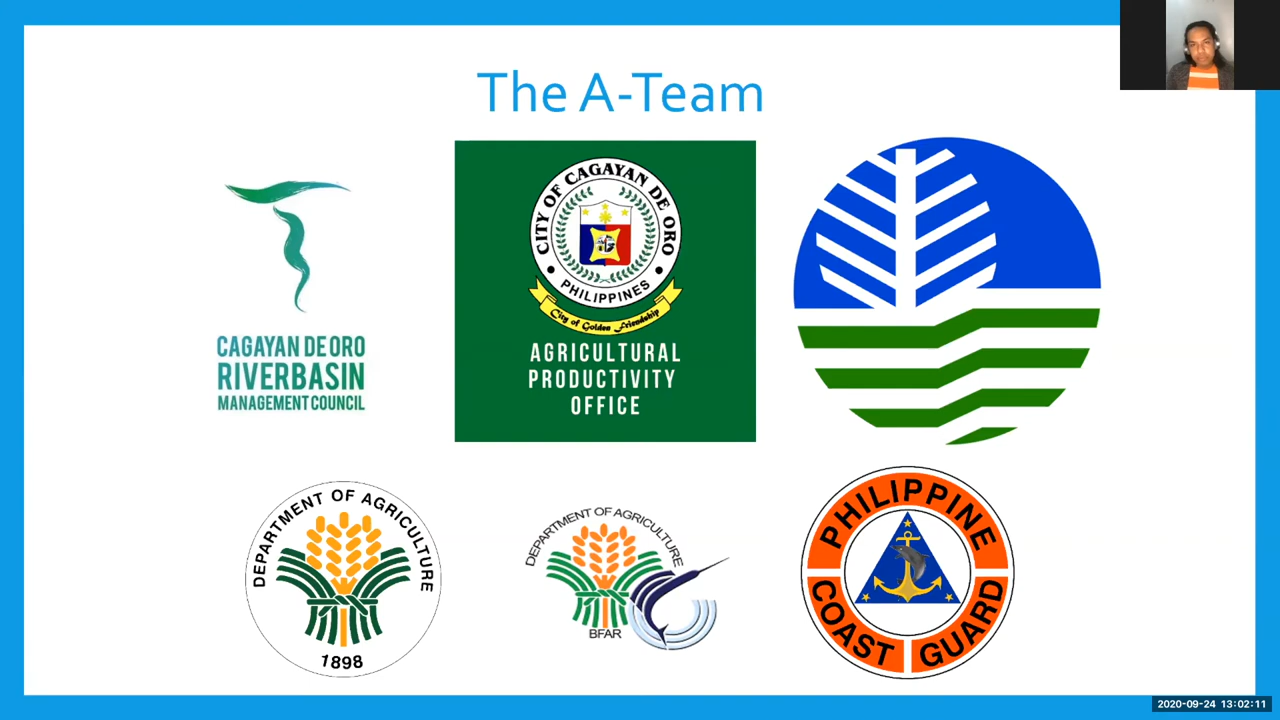 The A-Team
CAGAYAN DE ORO
RIVERBASIN
MANAGEMENT COUNCIL
CITY OF CAGAYAN DE ORO
PHILIPPINES
City of Golden Friendship
AGRICULTURAL
PRODUCTIVITY
OFFICE
DEPARTMENT OF AGRICULTURE
1898
DEPARTMENT OF AGRICULTURE
BFAR
PHILIPPINE
COAST GUARD
2020-09-24 13:02:11